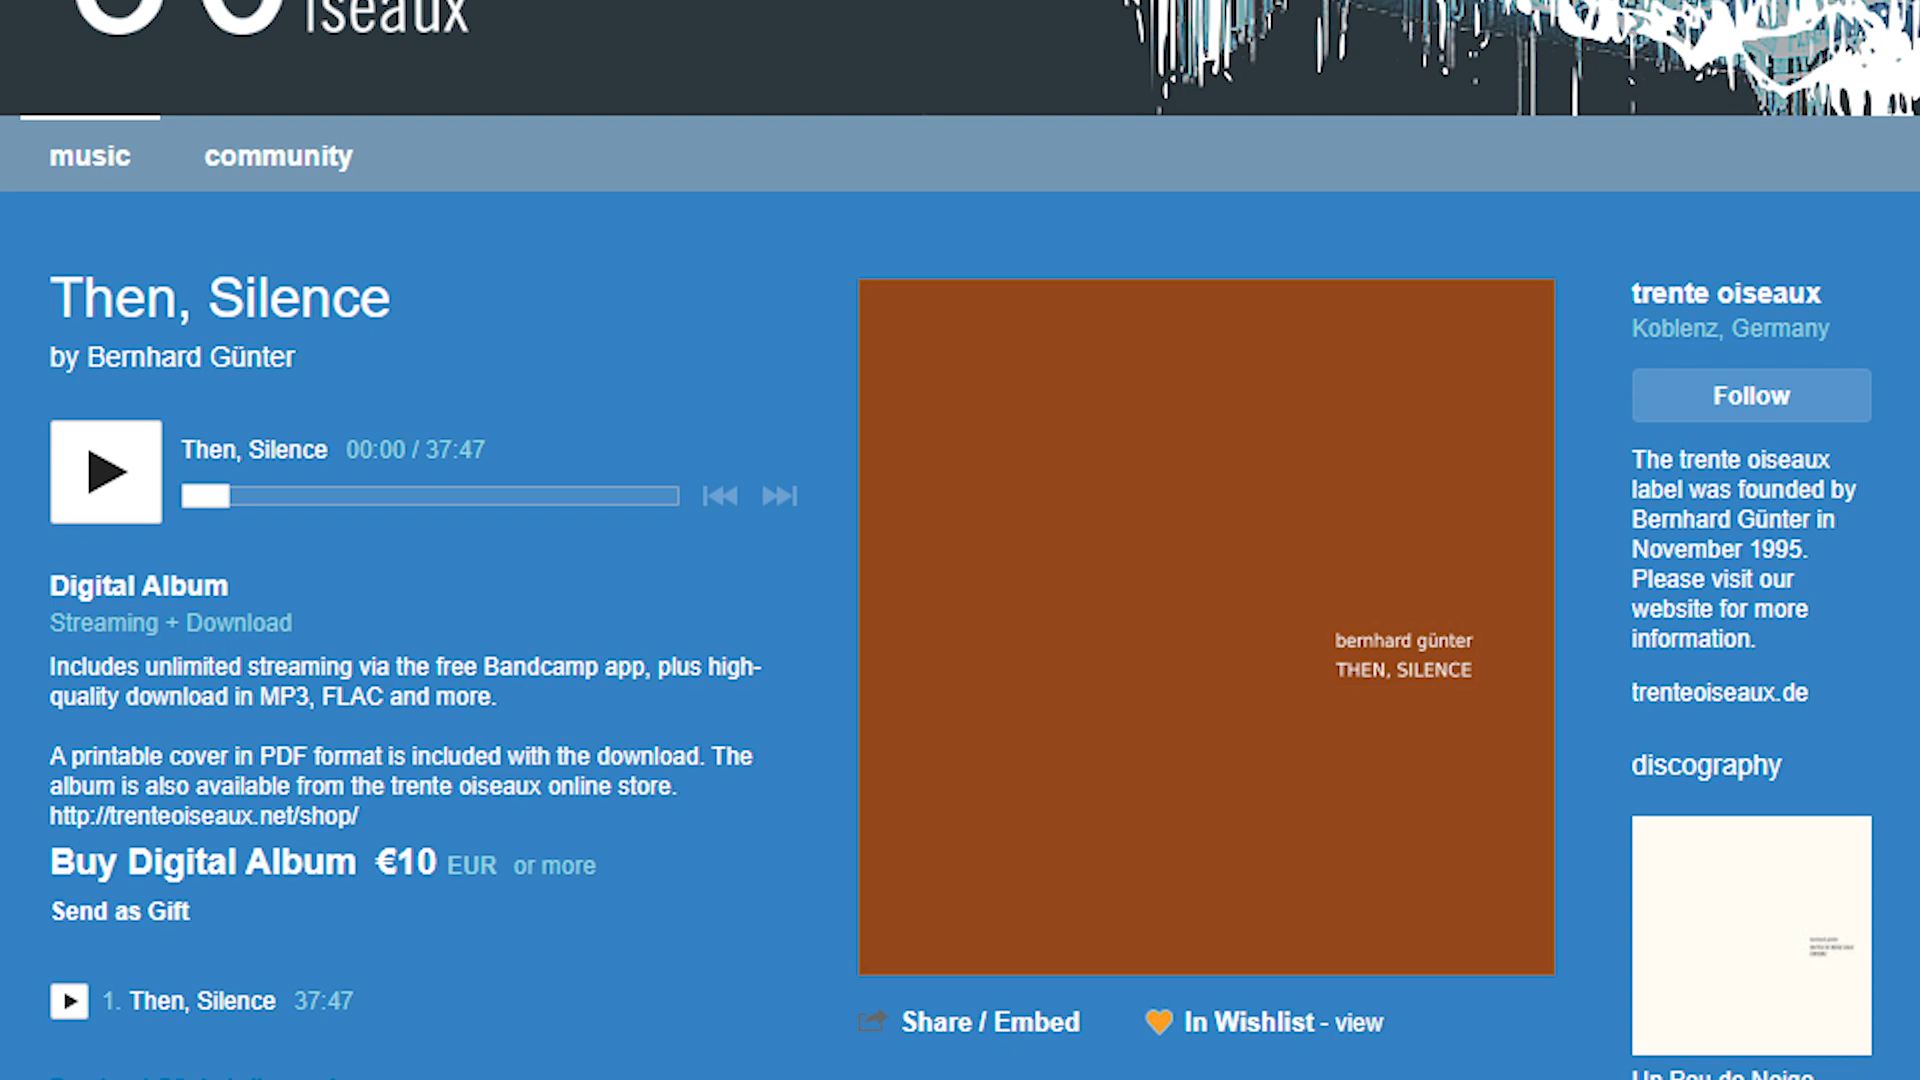 iseaux
music
community
Then, Silence
by Bernhard Günter
Then, Silence 00:00 / 37:47
Digital Album
Streaming + Download
Includes unlimited streaming via the free Bandcamp app, plus high-
quality download in MP3, FLAC and more.
A printable cover in PDF format is included with the download. The
album is also available from the trente oiseaux online store.
http://trenteoiseaux.net/shop/
Buy Digital Album €10 EUR or more
Send as Gift
1. Then, Silence 37:47
bernhard günter
THEN, SILENCE
Share / Embed
In Wishlist - view
trente oiseaux
Koblenz, Germany
Follow
The trente oiseaux
label was founded by
Bernhard Günter in
November 1995.
Please visit our
website for more
information.
trenteoiseaux.de
discography
Un Peu de Neige